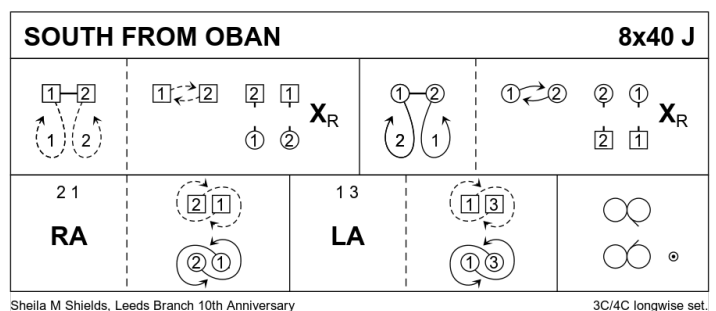 SOUTH FROM OBAN 8x40 J
1 2 1 2 2 1 1 2 1 2 2 1
X_R X_R
1 2 1 2 2 1 2 1
2 1 1 3
2 1 1 3
RA LA
2 1 1 3
Sheila M Shields, Leeds Branch 10th Anniversary 3C/4C longwise set.